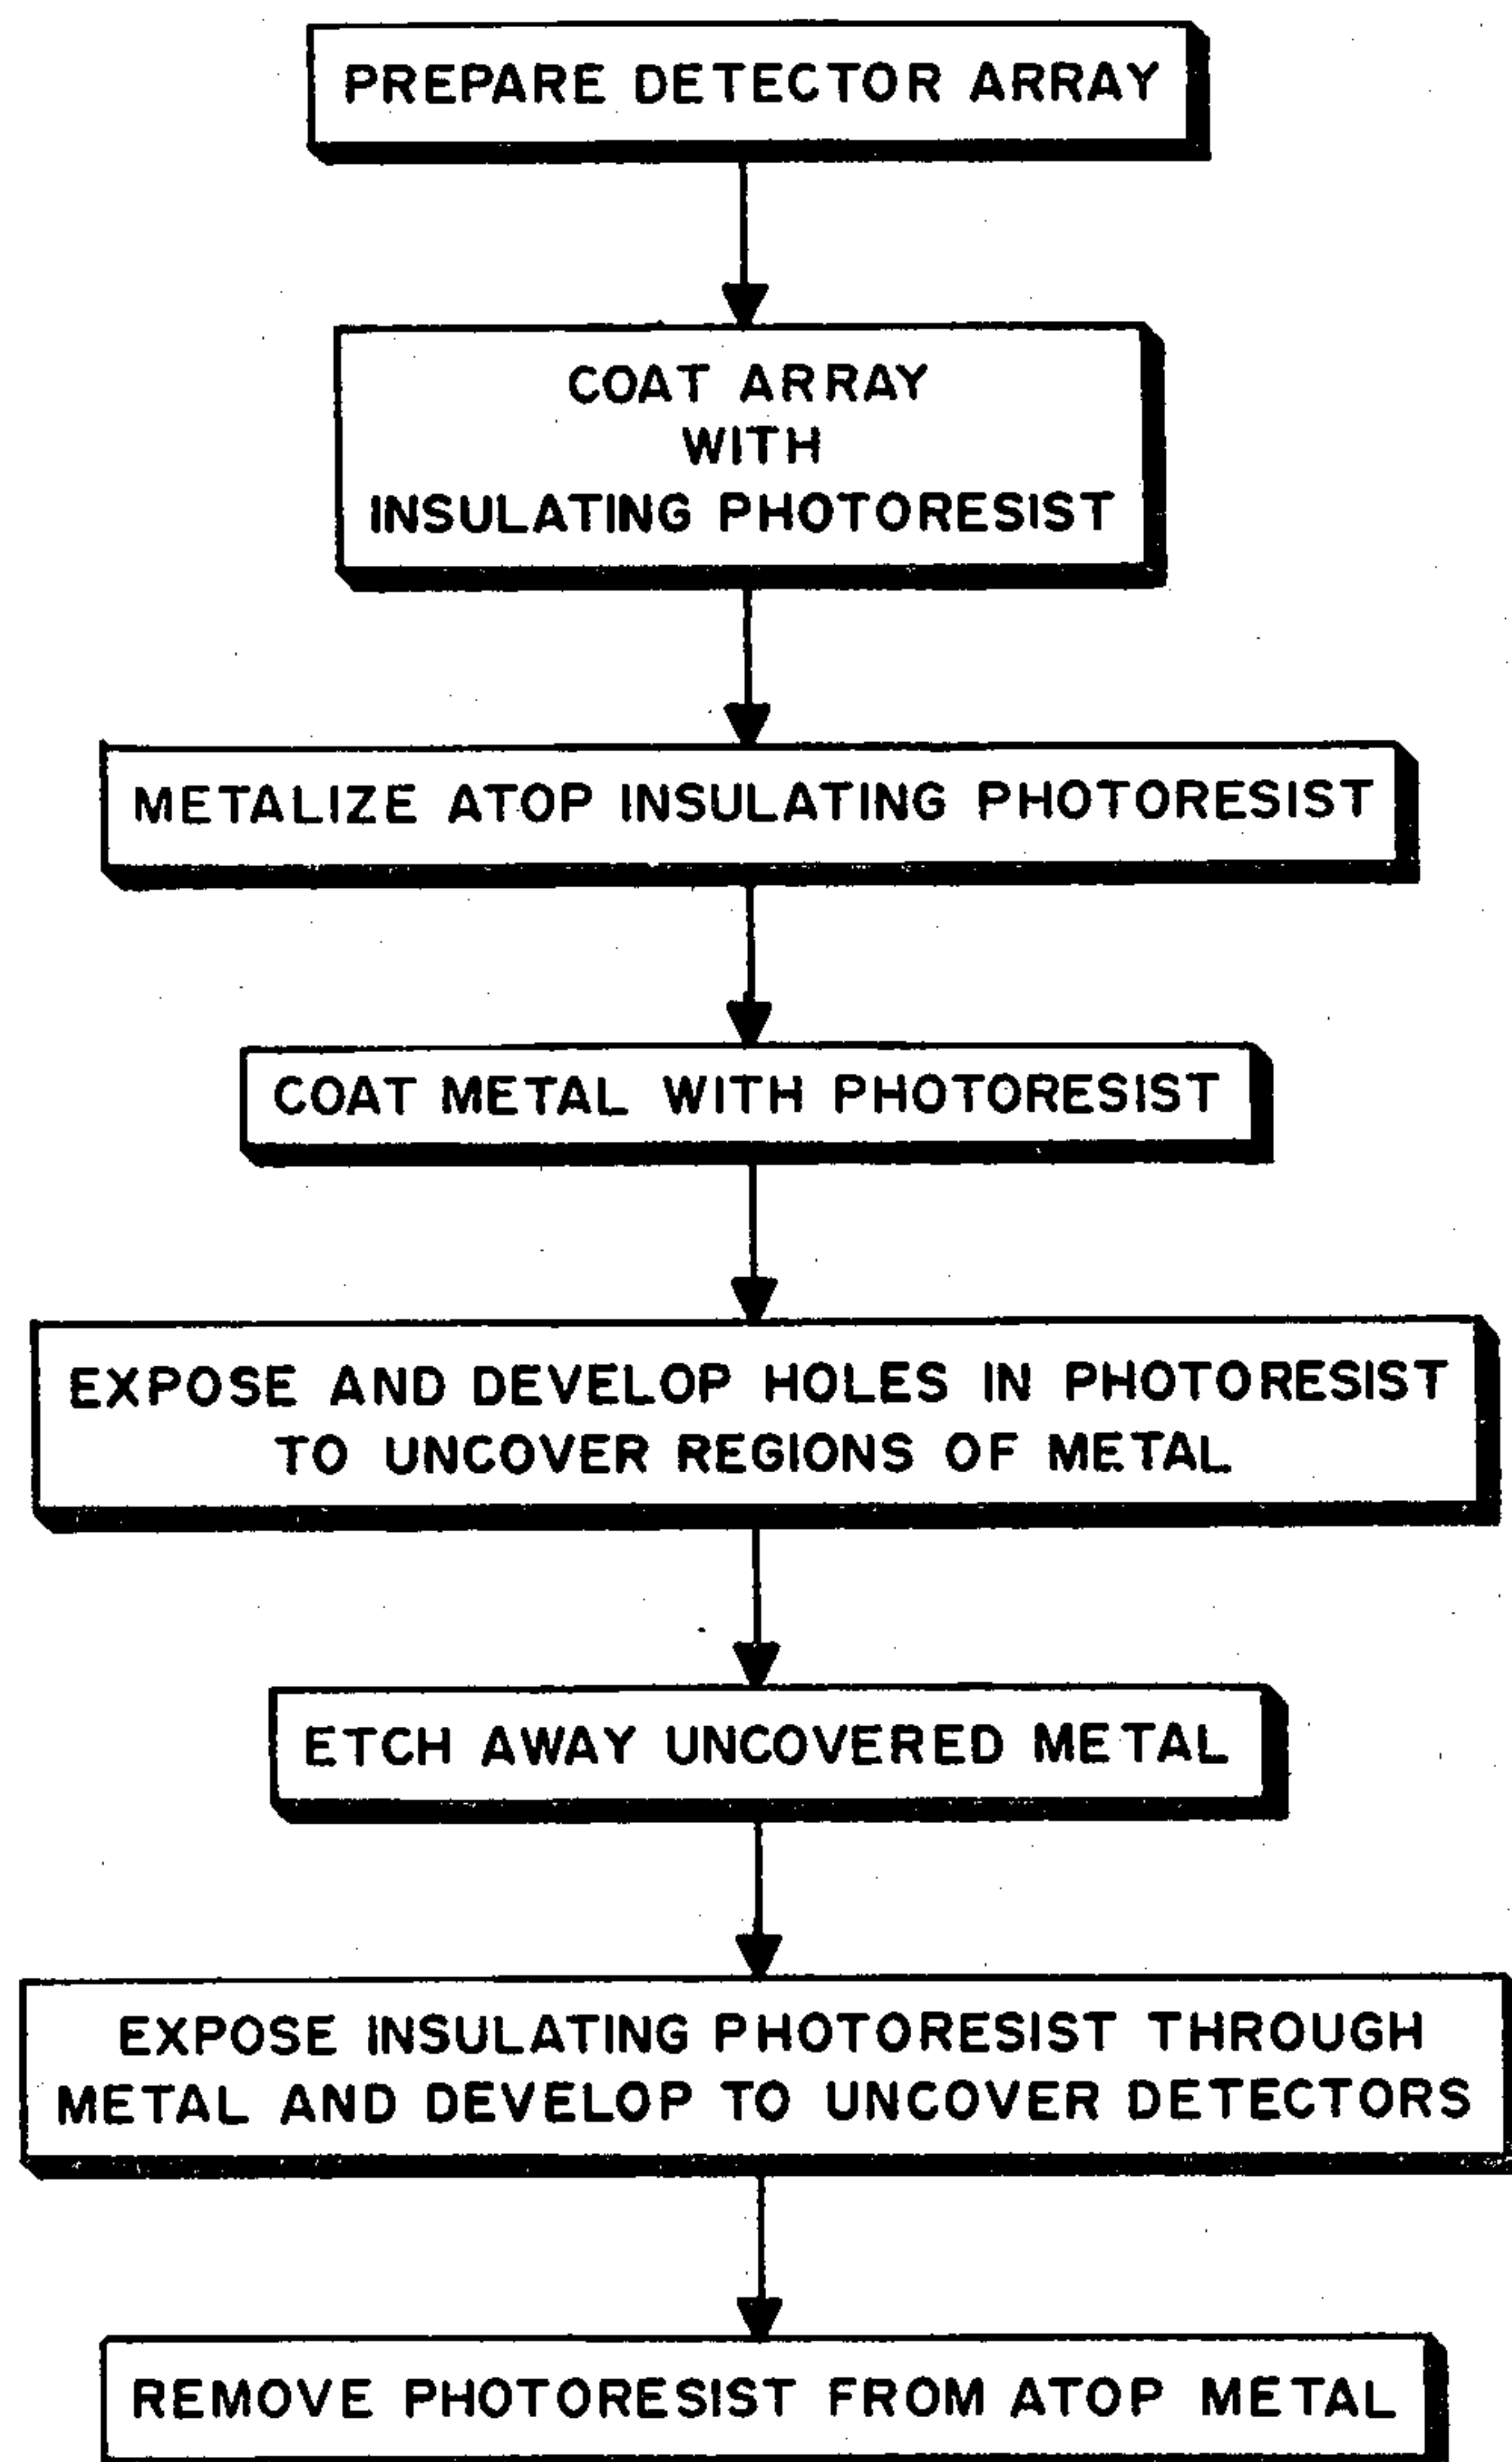 PREPARE DETECTOR ARRAY
COAT ARRAY
WITH
INSULATING PHOTORESIST
METALIZE ATOP INSULATING PHOTORESIST
COAT METAL WITH PHOTORESIST
EXPOSE AND DEVELOP HOLES IN PHOTORESIST
TO UNCOVER REGIONS OF METAL
ETCH AWAY UNCOVERED METAL
EXPOSE INSULATING PHOTORESIST THROUGH
METAL AND DEVELOP TO UNCOVER DETECTORS
REMOVE PHOTORESIST FROM ATOP METAL